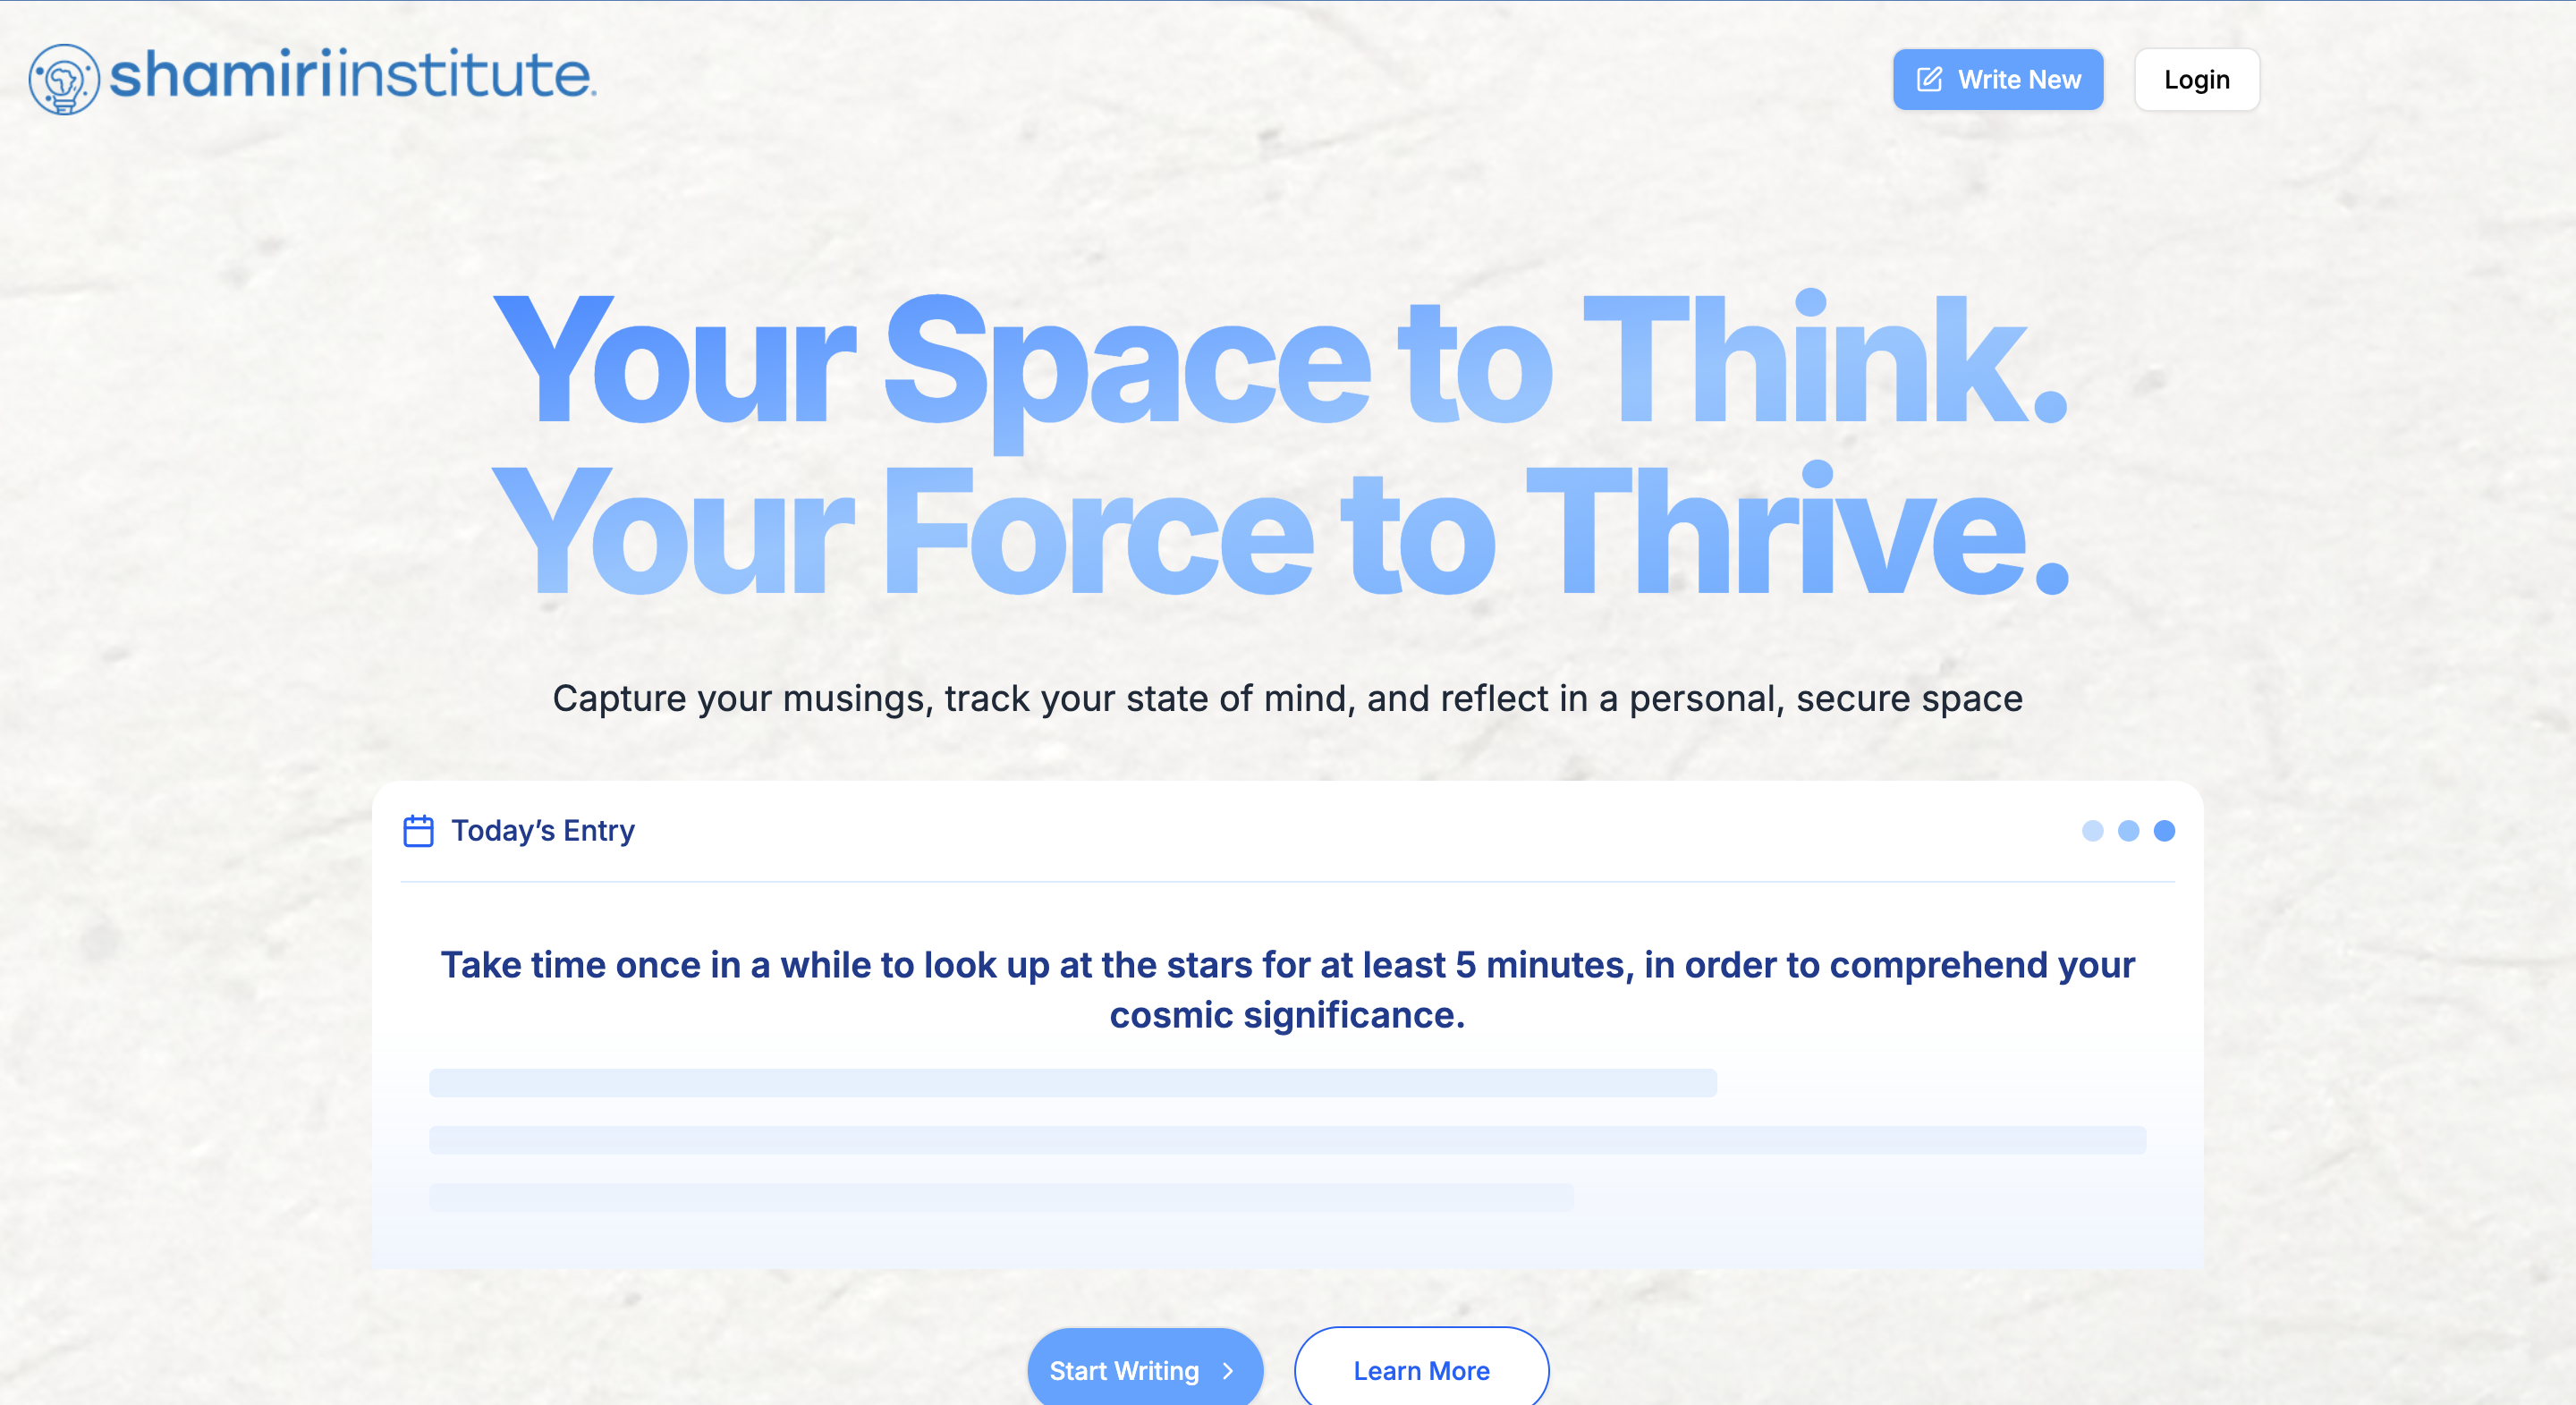 shamiriinstitute.
Write New
Login
Your Space to Think.
Your Force to Thrive.
Capture your musings, track your state of mind, and reflect in a personal, secure space
Today’s Entry
Take time once in a while to look up at the stars for at least 5 minutes, in order to comprehend your
cosmic significance.
Start Writing
Learn More